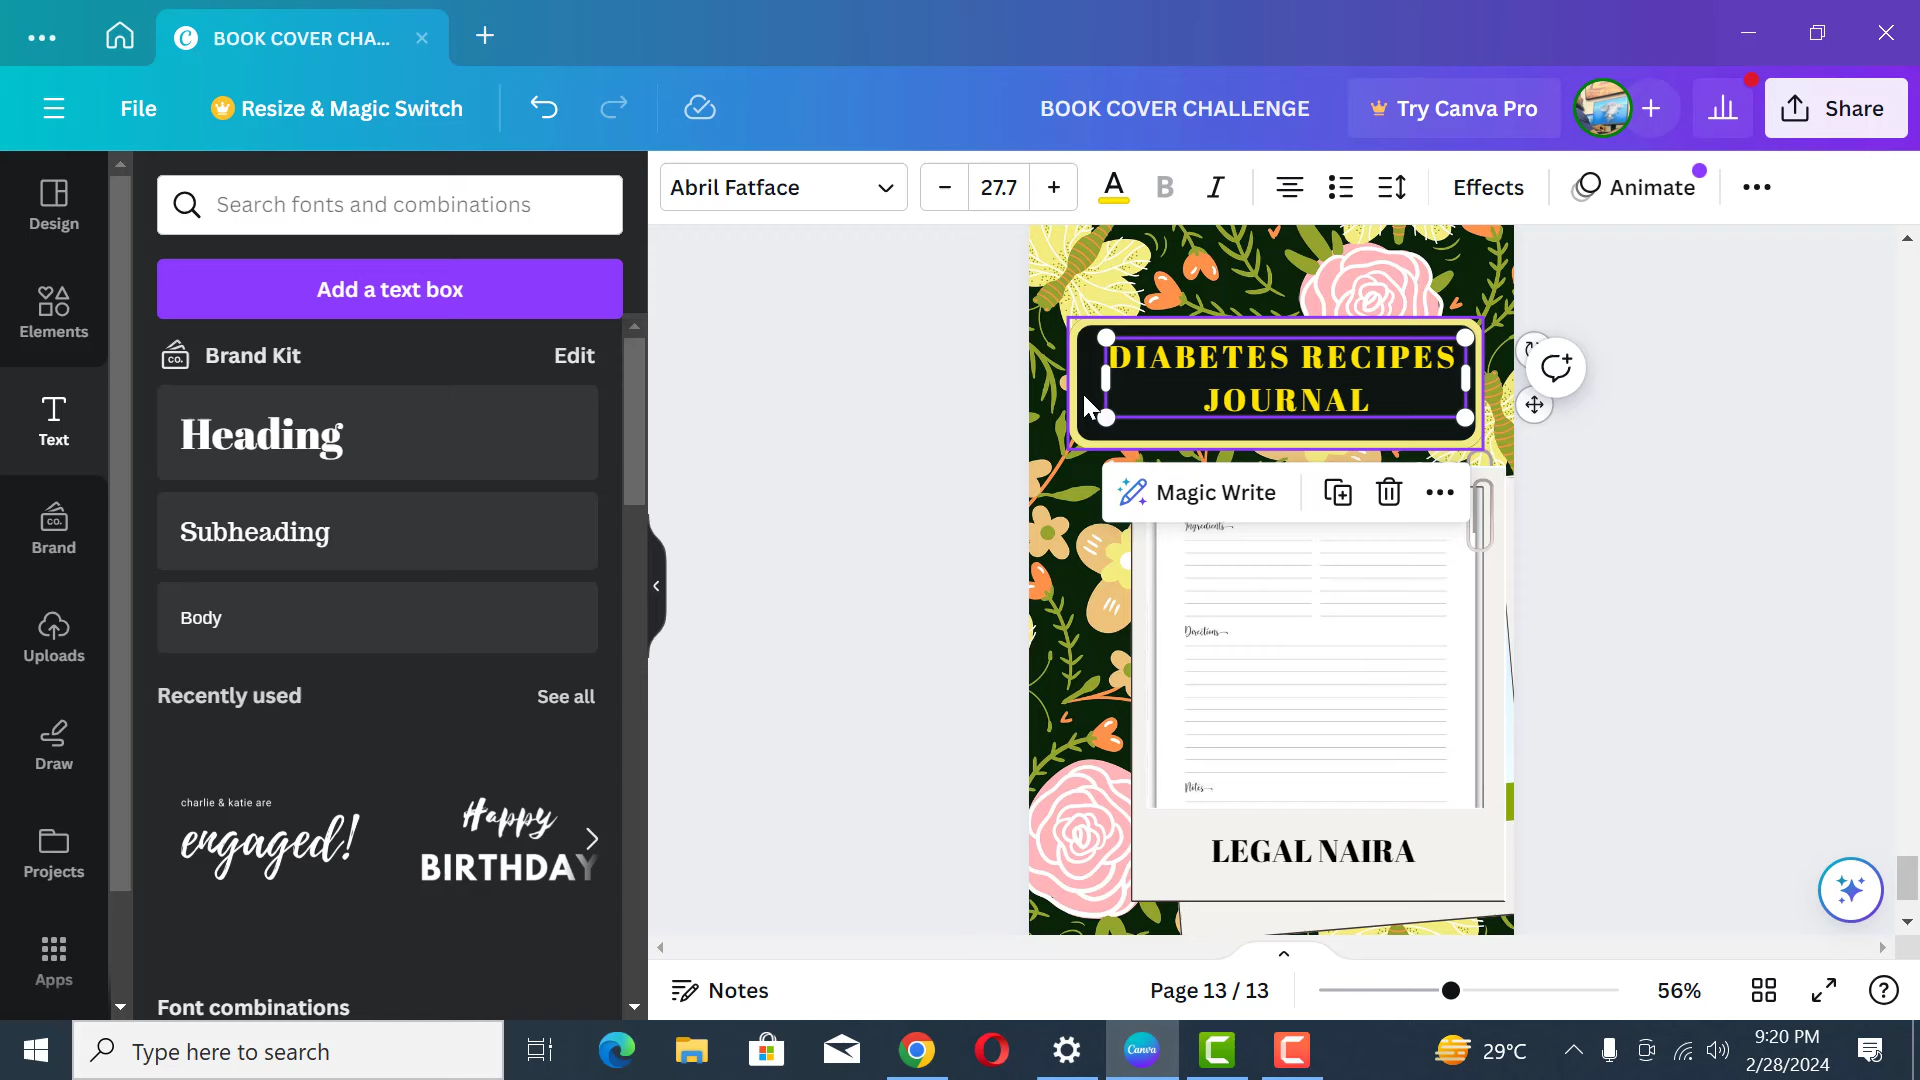 BOOK COVER CHA...
File
Resize & Magic Switch
BOOK COVER CHALLENGE
Try Canva Pro
Share
Design
Elements
Text
Brand
Uploads
Draw
Projects
Apps
Search fonts and combinations
Add a text box
Brand Kit
Edit
Heading
Subheading
Body
Recently used
See all
charlie & katie are
engaged!
Happy
BIRTHDAY
Font combinations
Abril Fatface
27.7
Effects
Animate
DIABETES RECIPES
JOURNAL
Magic Write
Ingredients
Directions
Notes
LEGAL NAIRA
Notes
Page 13 / 13
56%
Type here to search
Canva
29°C
9:20 PM
2/28/2024